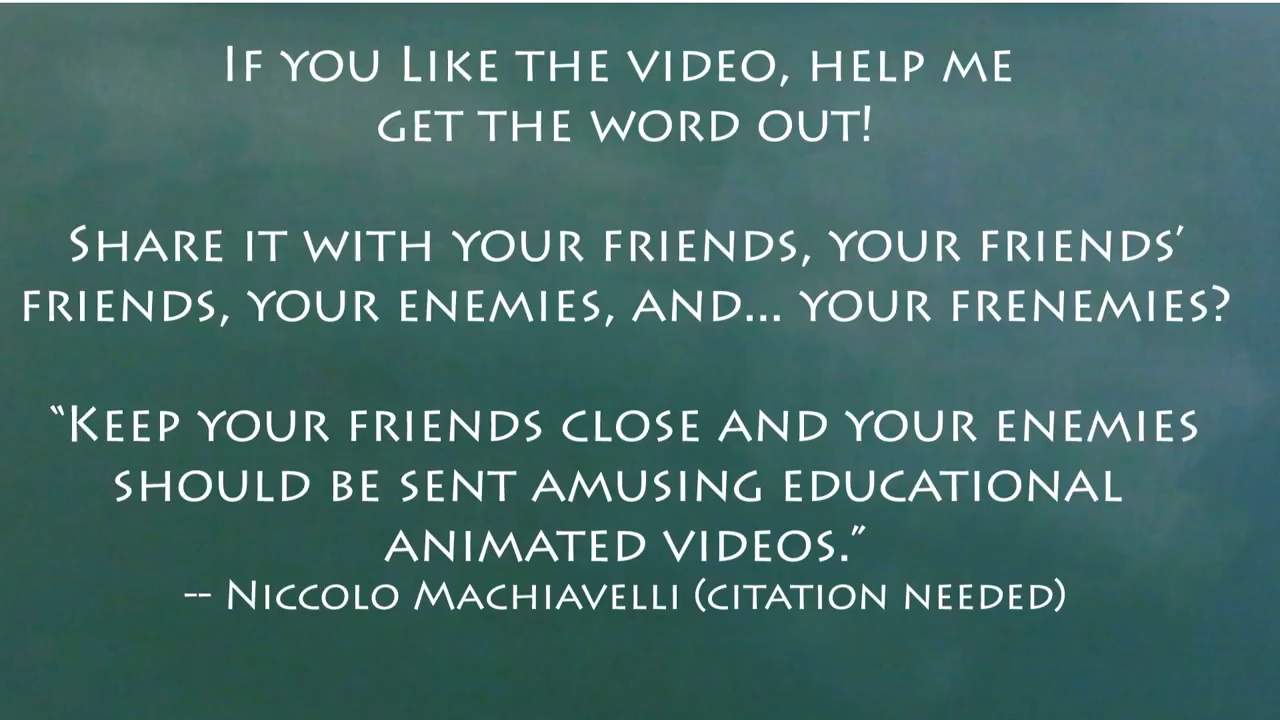 If you Like the video, help me
get the word out!
Share it with your friends, your friends’
friends, your enemies, and... your frenemies?
“Keep your friends close and your enemies
should be sent amusing educational
animated videos.”
-- Niccolo Machiavelli (citation needed)